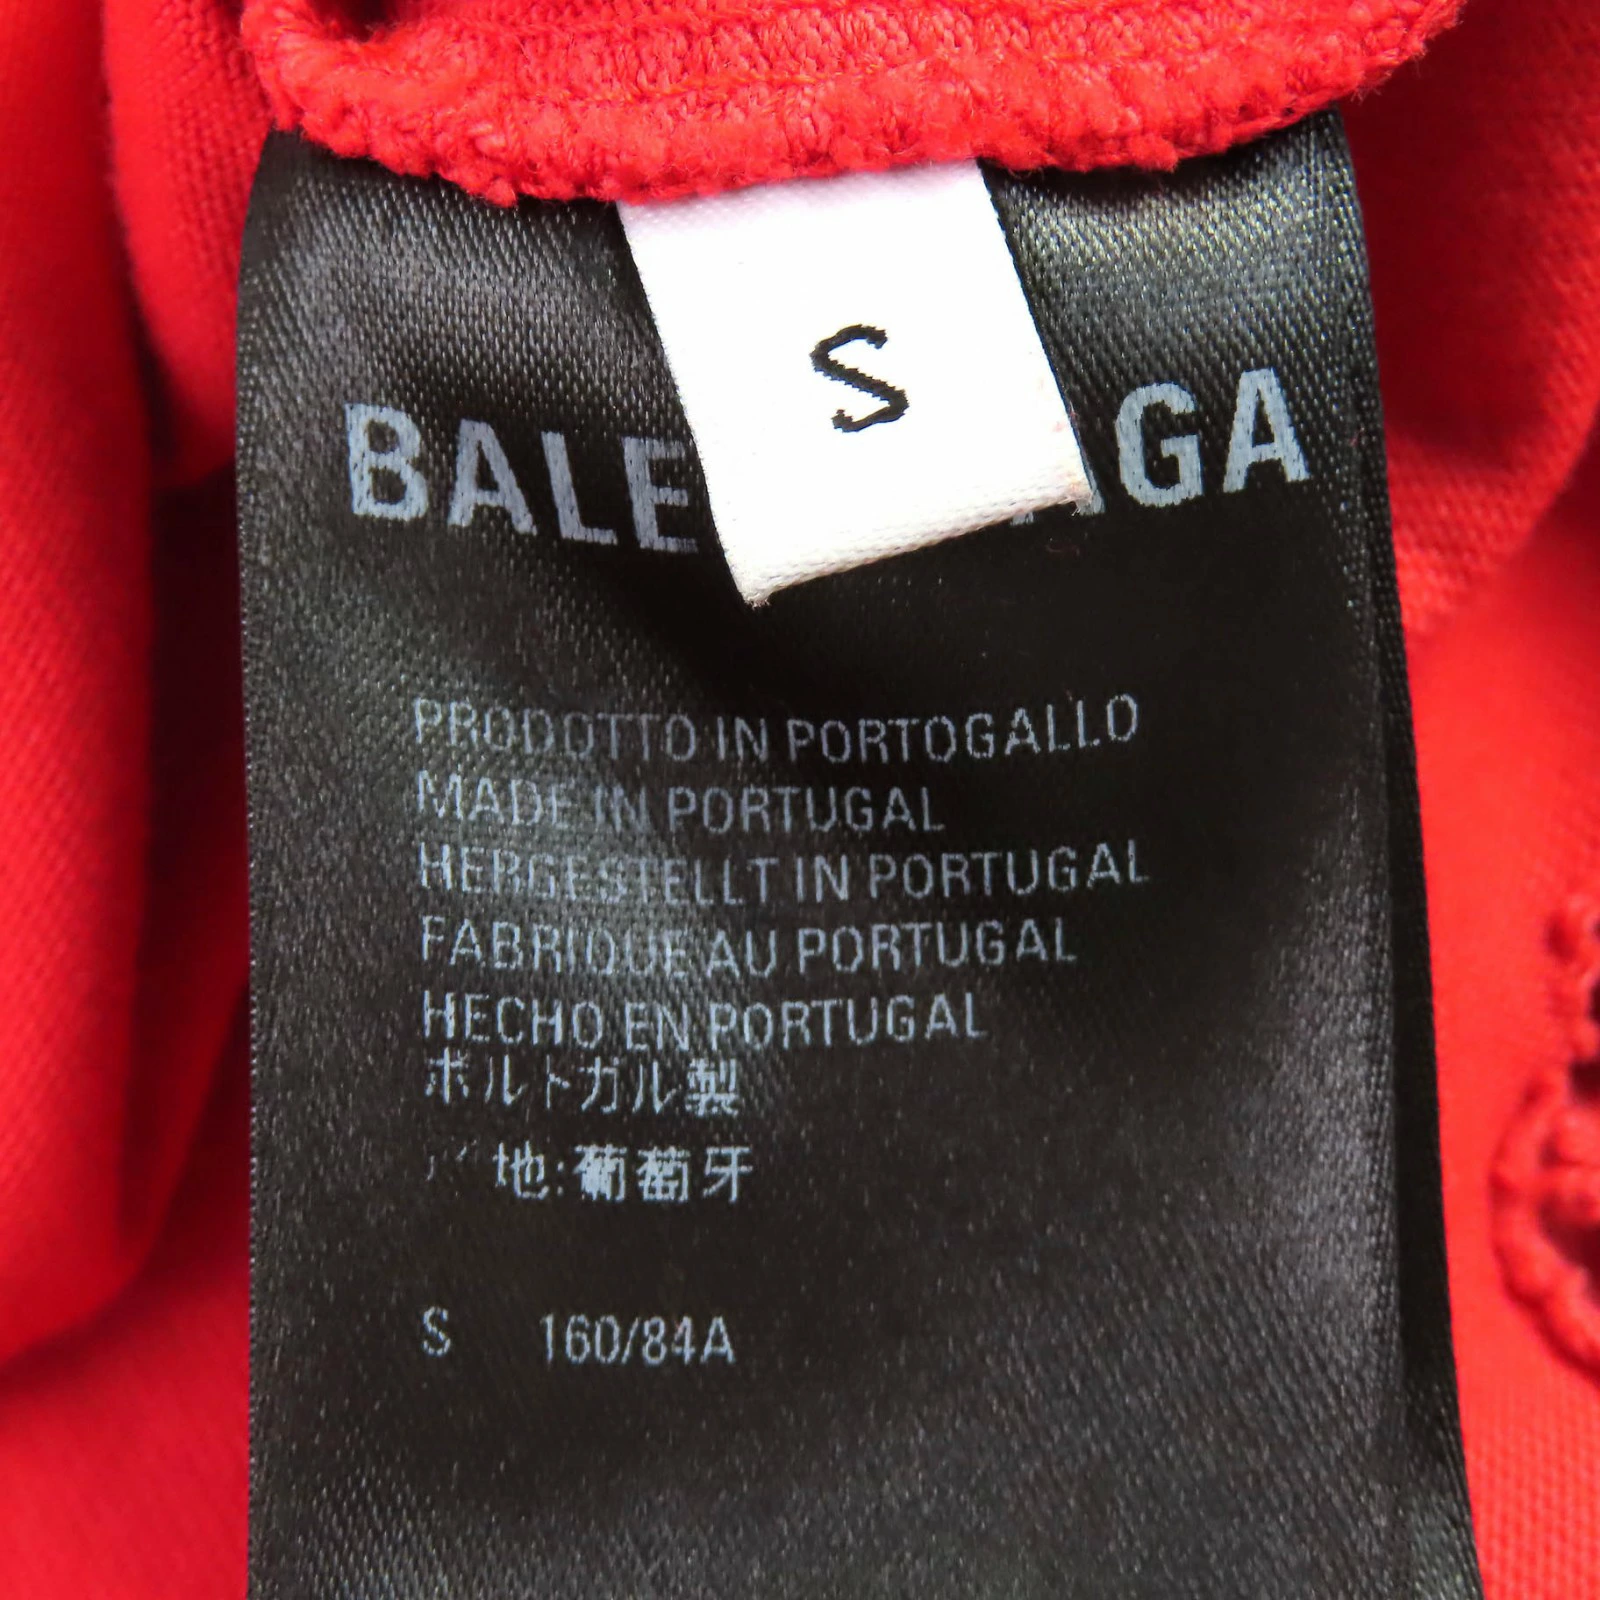 S
BALE AGA
PRODOTTO IN PORTOGALLO
MADE IN PORTUGAL
HERGESTELLT IN PORTUGAL
FABRIQUE AU PORTUGAL
HECHO EN PORTUGAL
ポルトガル製
地:葡萄牙
S 160/84A